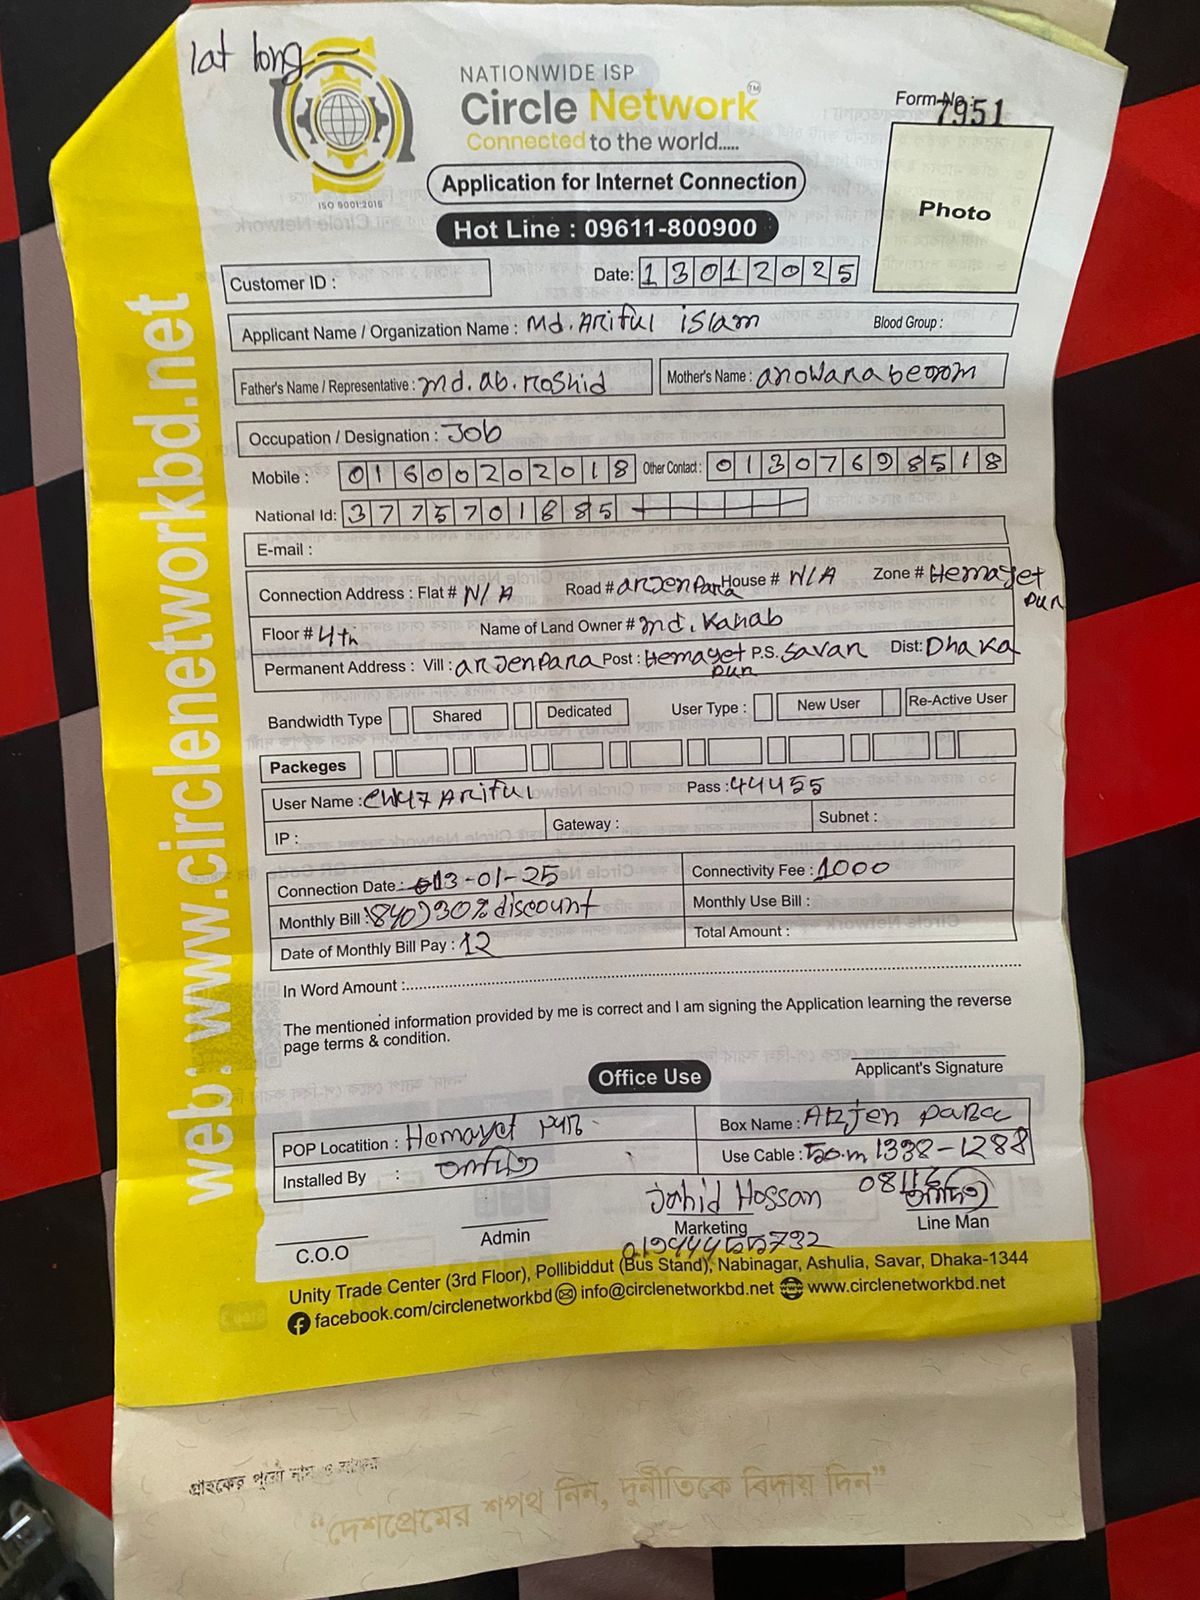 lat long
NATIONWIDE ISP
Circle Network TM
Connected to the world.....
ISO 9001:2015
Application for Internet Connection
Hot Line : 09611-800900
Form No : 7951
Photo
Customer ID :
Date: 13012025
Applicant Name / Organization Name : Md. Ariful islam Blood Group :
Father's Name / Representative : md. ab. Roshid Mother's Name : anowara begom
Occupation / Designation : Job
Mobile : 01600202018 Other Contact : 01307698518
National Id: 3775701885
E-mail :
Connection Address : Flat # N/A Road # arjenpara House # N/A Zone # Hemayet pur
Floor # 4th Name of Land Owner # md.
Permanent Address : Vill : arjenpara Post : Hemayet pur P.S. Savar Dist: Dhaka
Bandwidth Type Shared Dedicated User Type : New User Re-Active User
Packeges
User Name : Ariful Pass : 44455
IP : Gateway : Subnet :
Connection Date : 13-01-25 Connectivity Fee : 1000
Monthly Bill : 840) 30% discount Monthly Use Bill :
Date of Monthly Bill Pay : 12 Total Amount :
In Word Amount :
The mentioned information provided by me is correct and I am signing the Application learning the reverse
page terms & condition.
Applicant's Signature
Office Use
POP Locatition : Hemayet pur Box Name : Arjen para
Installed By : Use Cable : 1338-1288
Jahid Hossan
C.O.O Admin Marketing Line Man
Unity Trade Center (3rd Floor), Pollibiddut (Bus Stand), Nabinagar, Ashulia, Savar, Dhaka-1344
facebook.com/circlenetworkbd info@circlenetworkbd.net www.circlenetworkbd.net
web: www.circlenetworkbd.net
গ্রাহকের পুরো নাম ও
“দেশপ্রেমের শপথ নিন, দুর্নীতিকে বিদায় দিন”